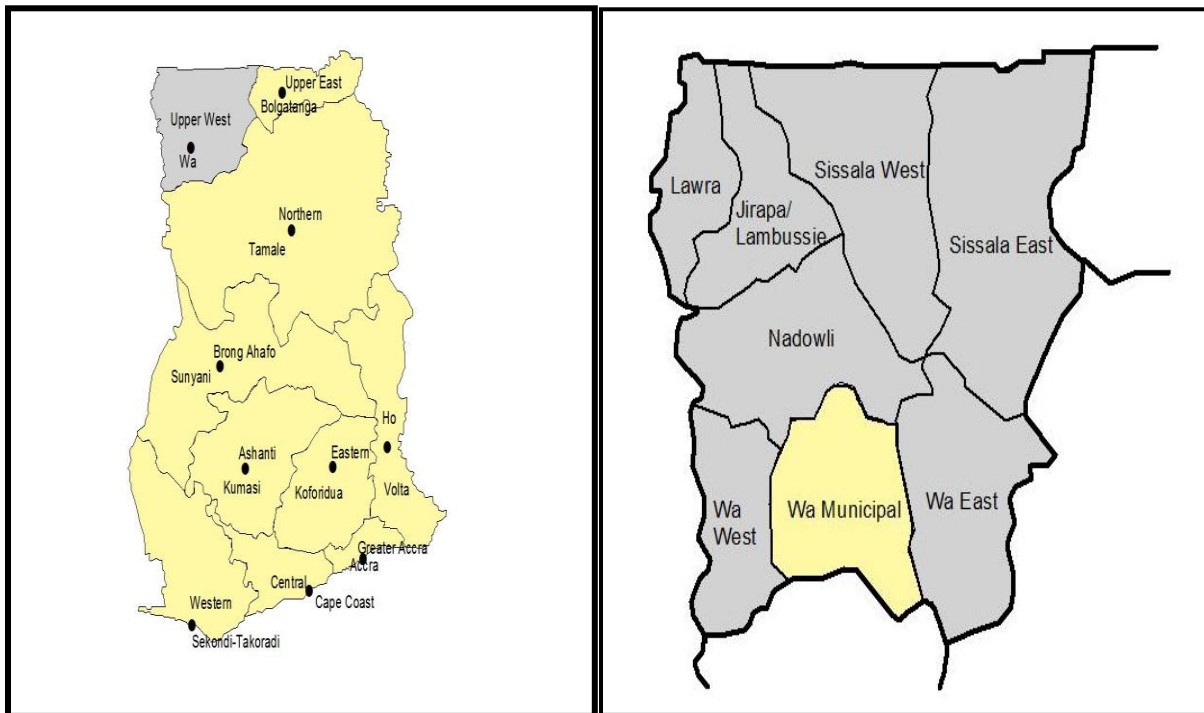 Upper East
Bolgatanga
Upper West
Wa
Northern
Tamale
Brong Ahafo
Sunyani
Ho
Ashanti
Eastern
Kumasi
Koforidua
Volta
Greater Accra
Accra
Central
Cape Coast
Western
Sekondi-Takoradi
Lawra
Sissala West
Jirapa/
Lambussie
Sissala East
Nadowli
Wa
West
Wa Municipal
Wa East